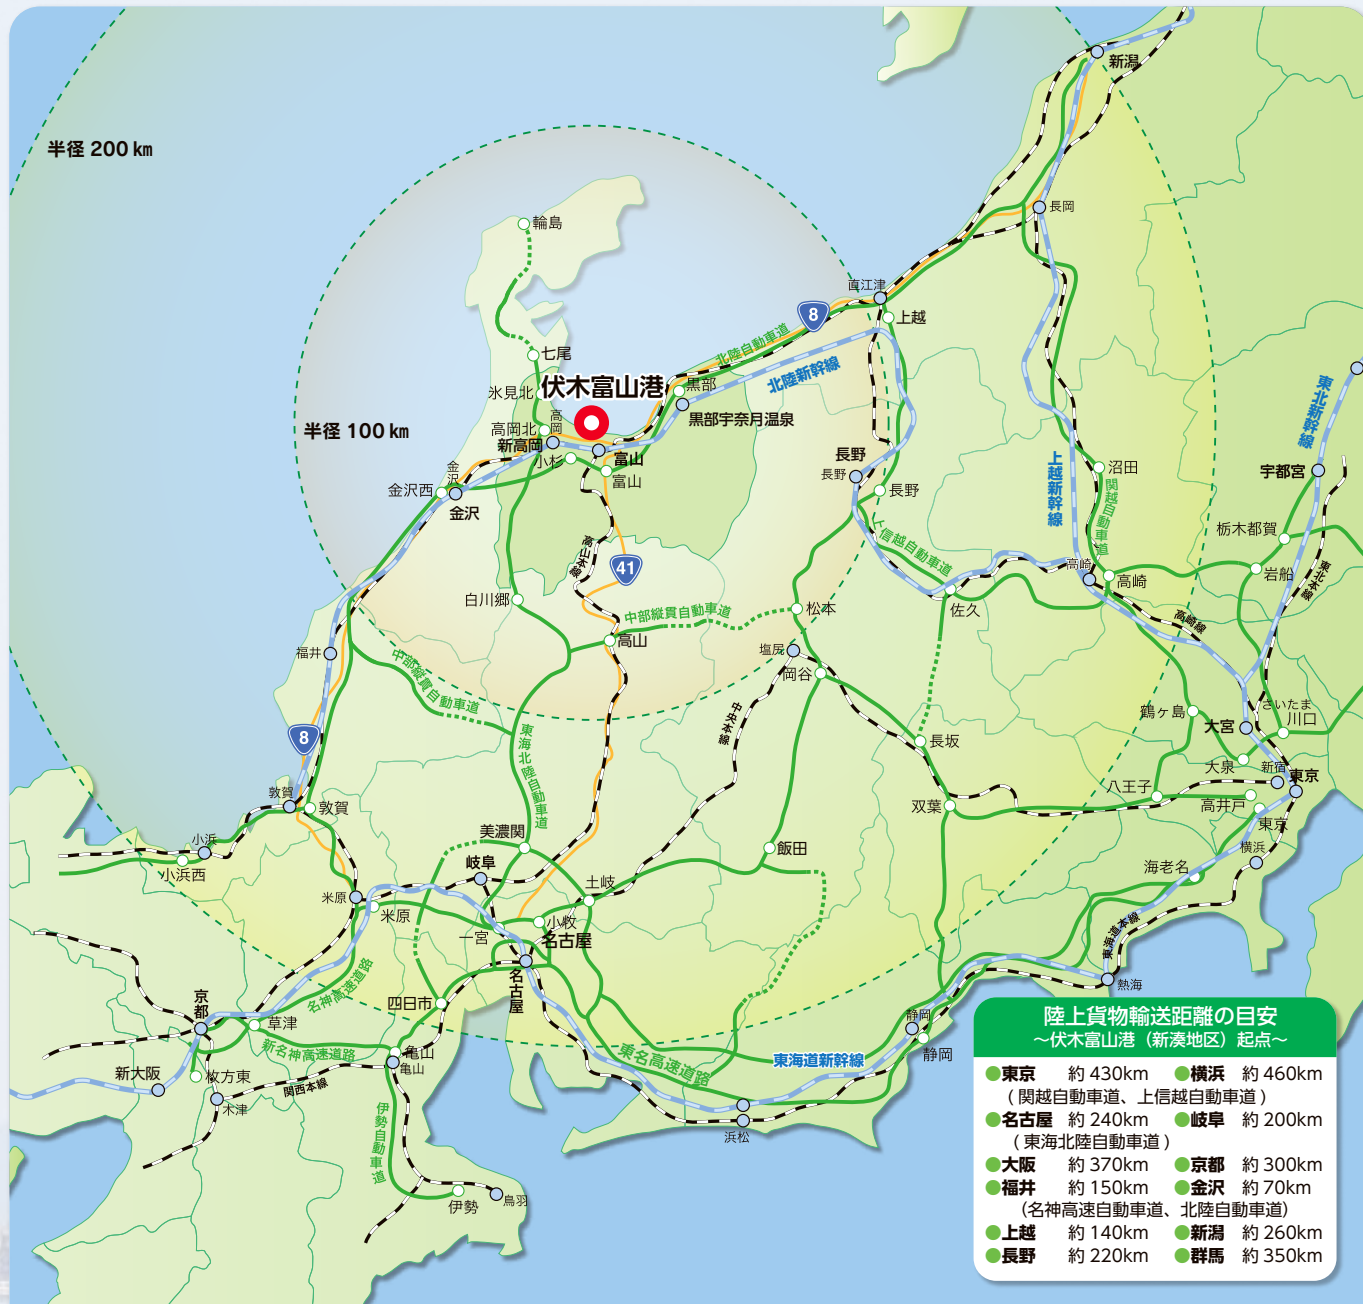 半径 200 km
新潟
長岡
輪島
直江津
上越
8
北陸自動車道
北陸新幹線
七尾
氷見北
伏木富山港
黒部
黒部宇奈月温泉
半径 100 km
高岡
高岡北
新高岡
小杉
富山
富山
金沢
金沢西
金沢
長野
長野
長野
上越新幹線
沼田
関越自動車道
東北新幹線
宇都宮
栃木都賀
岩船
東北本線
上信越自動車道
高崎
高崎
高崎線
佐久
高山本線
41
白川郷
中部縦貫自動車道
松本
高山
塩尻
岡谷
福井
中部縦貫自動車道
8
東海北陸自動車道
中央本線
長坂
鶴ヶ島
さいたま
川口
大宮
大泉
新宿
東京
八王子
高井戸
東京
双葉
横浜
海老名
敦賀
敦賀
小浜
小浜西
美濃関
岐阜
飯田
土岐
米原
米原
一宮
小牧
名古屋
名古屋
東海道本線
熱海
名神高速道路
四日市
京都
草津
新名神高速道路
亀山
亀山
新大阪
枚方東
木津
関西本線
伊勢自動車道
伊勢
鳥羽
東名高速道路
東海道新幹線
静岡
静岡
浜松
陸上貨物輸送距離の目安
～伏木富山港（新湊地区）起点～
●東京 約 430km ●横浜 約 460km
( 関越自動車道、上信越自動車道 )
●名古屋 約 240km ●岐阜 約 200km
( 東海北陸自動車道 )
●大阪 約 370km ●京都 約 300km
●福井 約 150km ●金沢 約 70km
(名神高速自動車道、北陸自動車道)
●上越 約 140km ●新潟 約 260km
●長野 約 220km ●群馬 約 350km